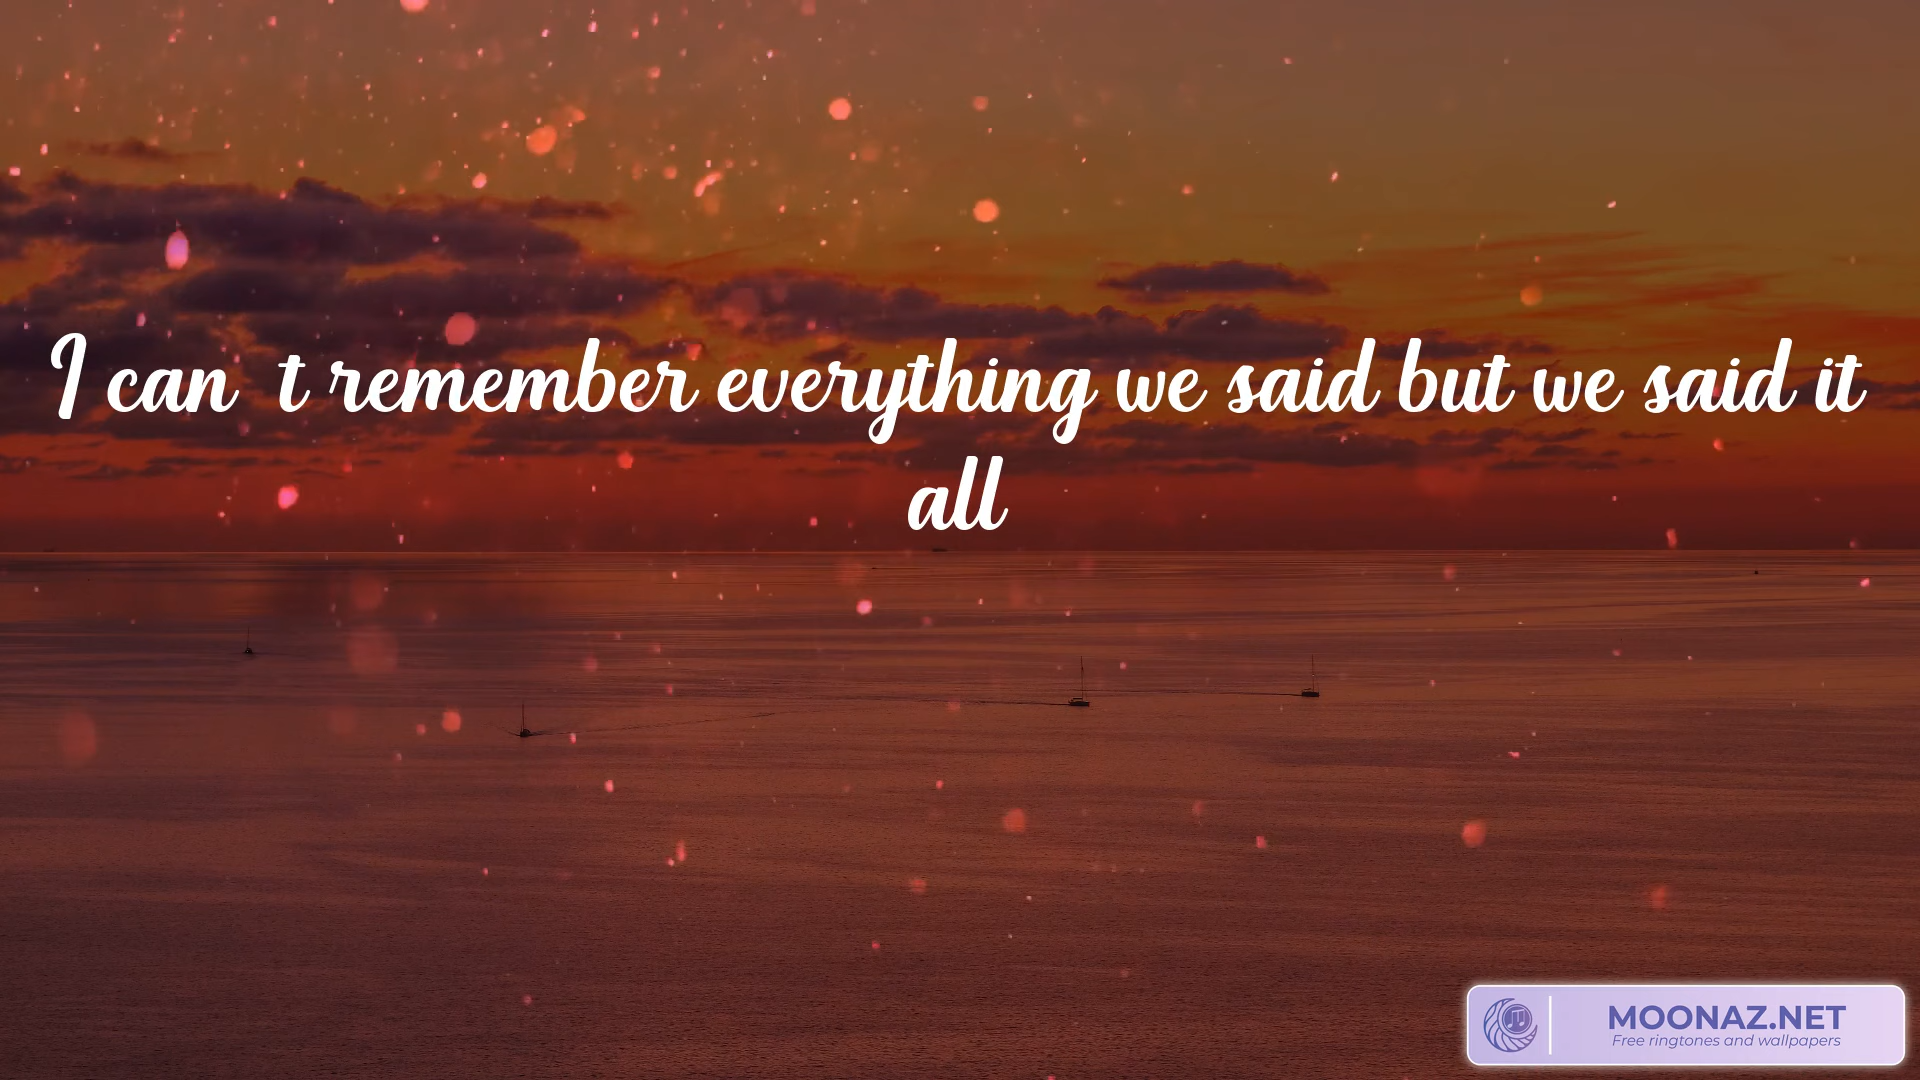 I can t remember everything we said but we said it
all
MOONAZ.NET
Free ringtones and wallpapers